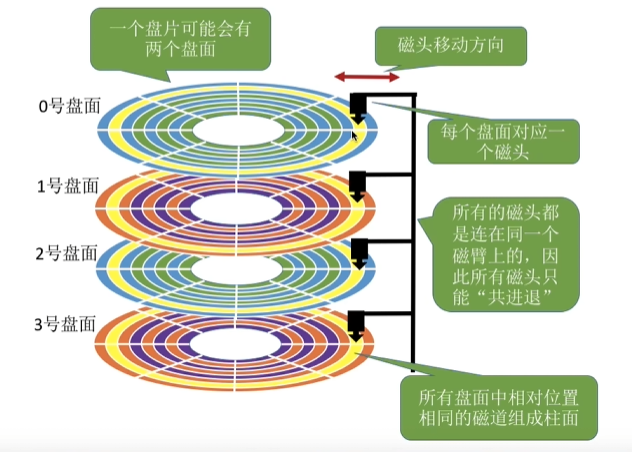 一个盘片可能会有
两个盘面
磁头移动方向
0号盘面
每个盘面对应一
个磁头
1号盘面
所有的磁头都
是连在同一个
磁臂上的，因
此所有磁头只
能“共进退”
2号盘面
3号盘面
所有盘面中相对位置
相同的磁道组成柱面